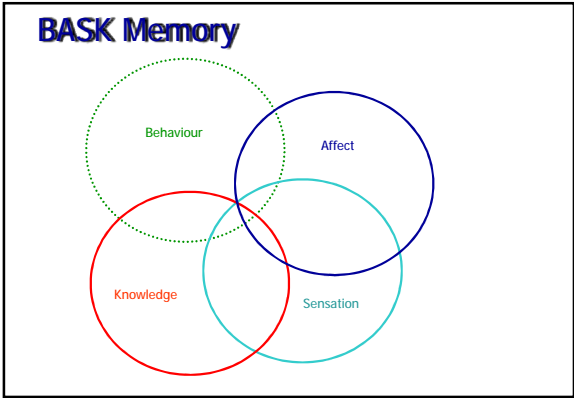 BASK Memory
Behaviour
Affect
Knowledge
Sensation